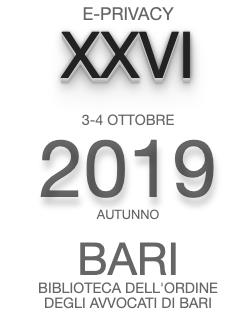 E-PRIVACY
XXVI
3-4 OTTOBRE
2019
AUTUNNO
BARI
BIBLIOTECA DELL'ORDINE
DEGLI AVVOCATI DI BARI